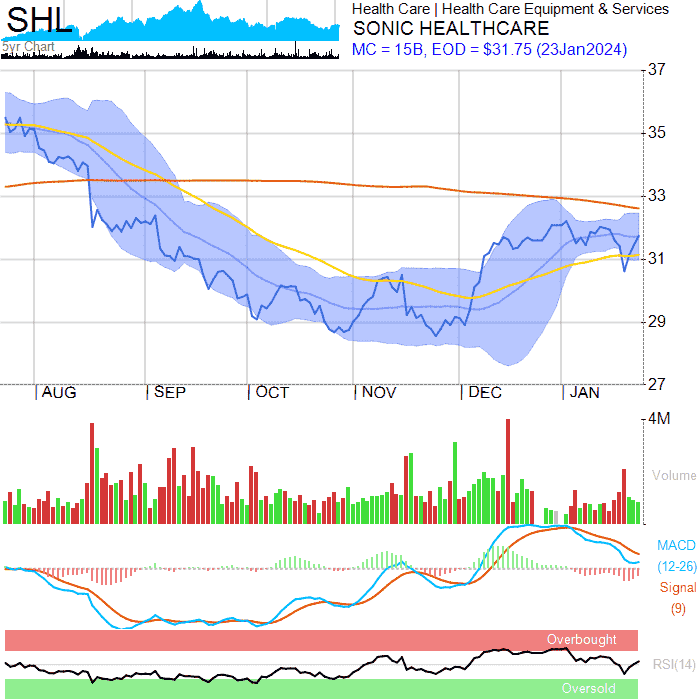 SHL
5yr Chart
Health Care | Health Care Equipment & Services
SONIC HEALTHCARE
MC = 15B, EOD = $31.75 (23Jan2024)
37
35
33
31
29
27
| AUG | SEP | OCT | NOV | DEC | JAN
4M
Volume
MACD
(12-26)
Signal
(9)
Overbought
RSI(14)
Oversold